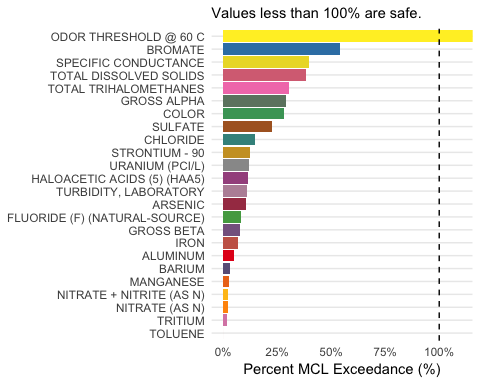 Values less than 100% are safe.
ODOR THRESHOLD @ 60 C
BROMATE
SPECIFIC CONDUCTANCE
TOTAL DISSOLVED SOLIDS
TOTAL TRIHALOMETHANES
GROSS ALPHA
COLOR
SULFATE
CHLORIDE
STRONTIUM - 90
URANIUM (PCI/L)
HALOACETIC ACIDS (5) (HAA5)
TURBIDITY, LABORATORY
ARSENIC
FLUORIDE (F) (NATURAL-SOURCE)
GROSS BETA
IRON
ALUMINUM
BARIUM
MANGANESE
NITRATE + NITRITE (AS N)
NITRATE (AS N)
TRITIUM
TOLUENE
0% 25% 50% 75% 100%
Percent MCL Exceedance (%)